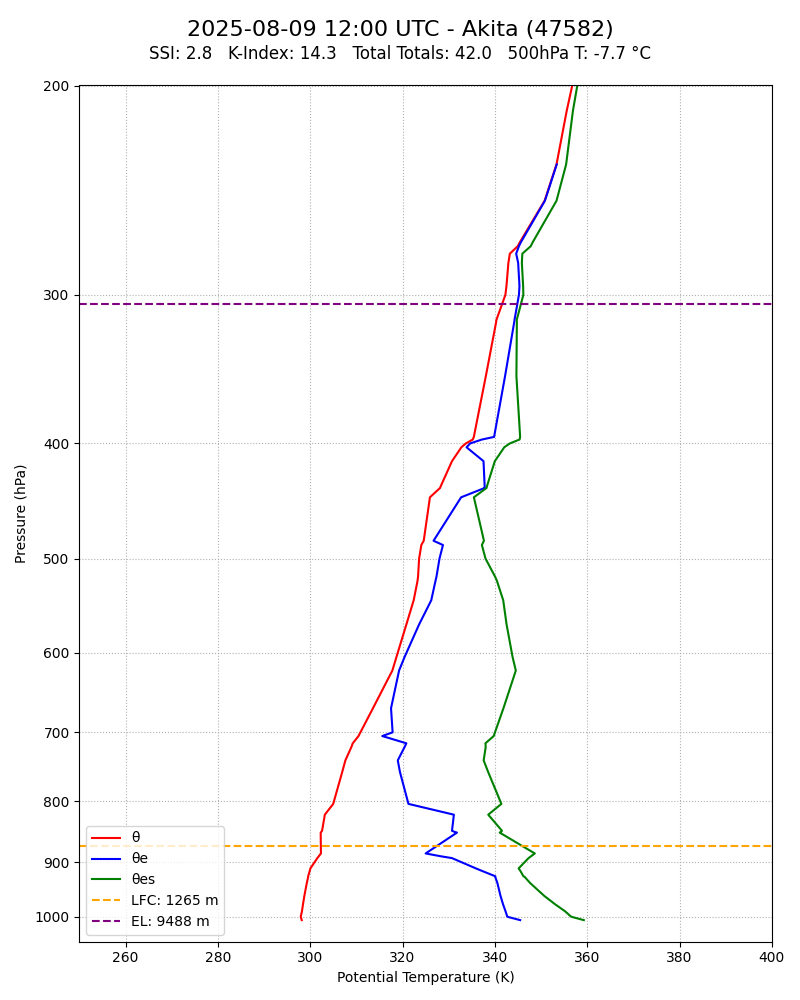 2025-08-09 12:00 UTC - Akita (47582)
SSI: 2.8   K-Index: 14.3   Total Totals: 42.0   500hPa T: -7.7 °C
200
300
400
500
600
700
800
900
1000
Pressure (hPa)
θ
θe
θes
LFC: 1265 m
EL: 9488 m
260
280
300
320
340
360
380
400
Potential Temperature (K)